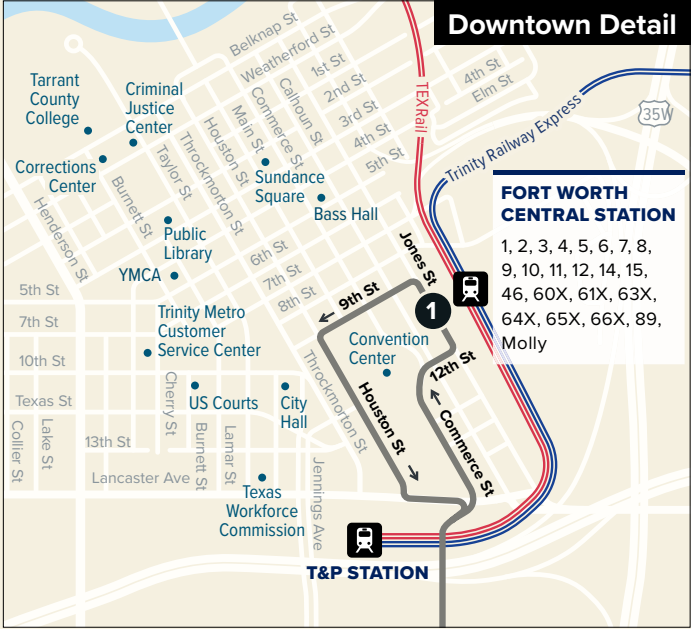 Downtown Detail
Belknap St
Weatherford St
1st St
2nd St
3rd St
4th St
5th St
4th St
Elm St
TEXRail
Trinity Railway Express
35W
Tarrant
County
College
Criminal
Justice
Center
Corrections
Center
Calhoun St
Commerce St
Main St
Houston St
Throckmorton St
Taylor St
Burnett St
Henderson St
Sundance
Square
Bass Hall
Public
Library
YMCA
6th St
7th St
8th St
FORT WORTH
CENTRAL STATION
1, 2, 3, 4, 5, 6, 7, 8,
9, 10, 11, 12, 14, 15,
46, 60X, 61X, 63X,
64X, 65X, 66X, 89,
Molly
Jones St
9th St
1
5th St
7th St
10th St
Texas St
Trinity Metro
Customer
Service Center
Convention
Center
12th St
Houston St
Commerce St
Throckmorton St
US Courts
City
Hall
Cherry St
Burnett St
Lamar St
Collier St
Lake St
13th St
Lancaster Ave
Jennings Ave
Texas
Workforce
Commission
T&P STATION